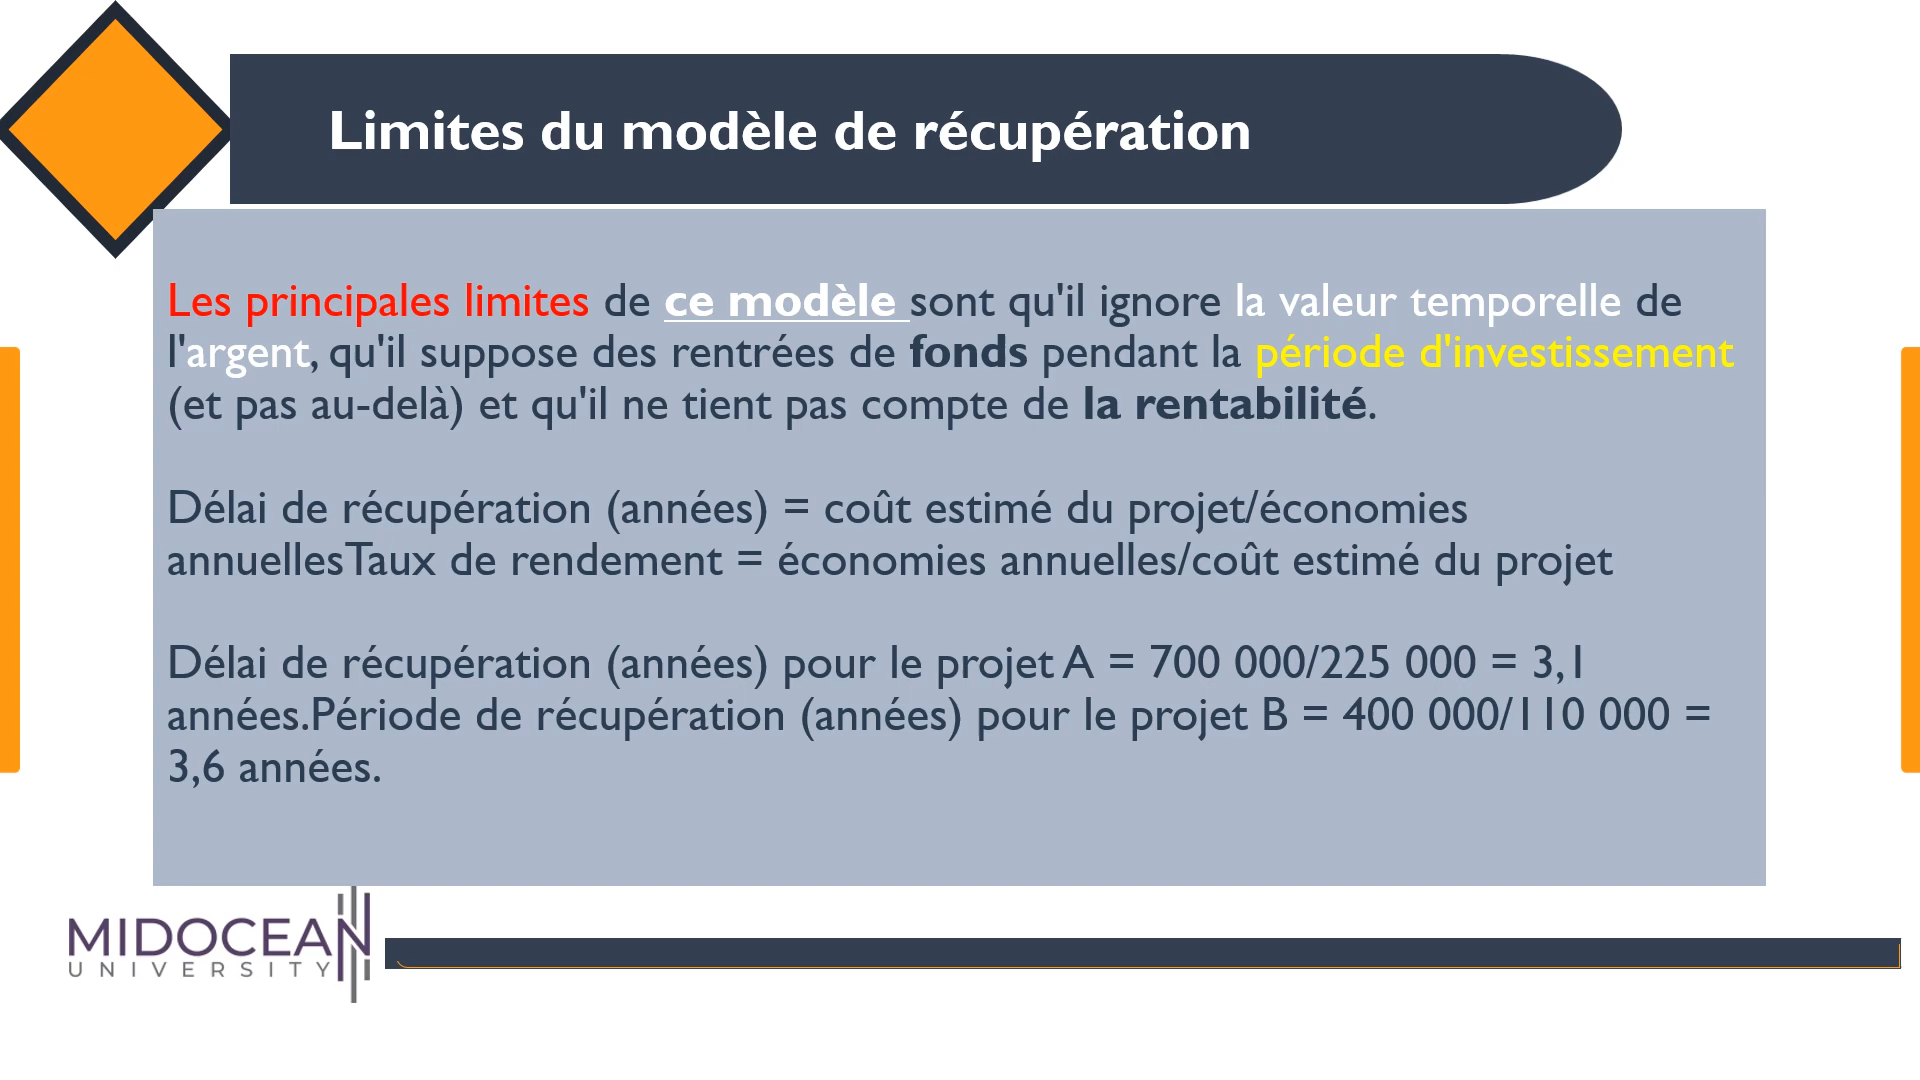 Limites du modèle de récupération
Les principales limites de ce modèle sont qu'il ignore la valeur temporelle de
l'argent, qu'il suppose des rentrées de fonds pendant la période d'investissement
(et pas au-delà) et qu'il ne tient pas compte de la rentabilité.
Délai de récupération (années) = coût estimé du projet/économies
annuellesTaux de rendement = économies annuelles/coût estimé du projet
Délai de récupération (années) pour le projet A = 700 000/225 000 = 3,1
années.Période de récupération (années) pour le projet B = 400 000/110 000 =
3,6 années.
MIDOCEAN
UNIVERSITY